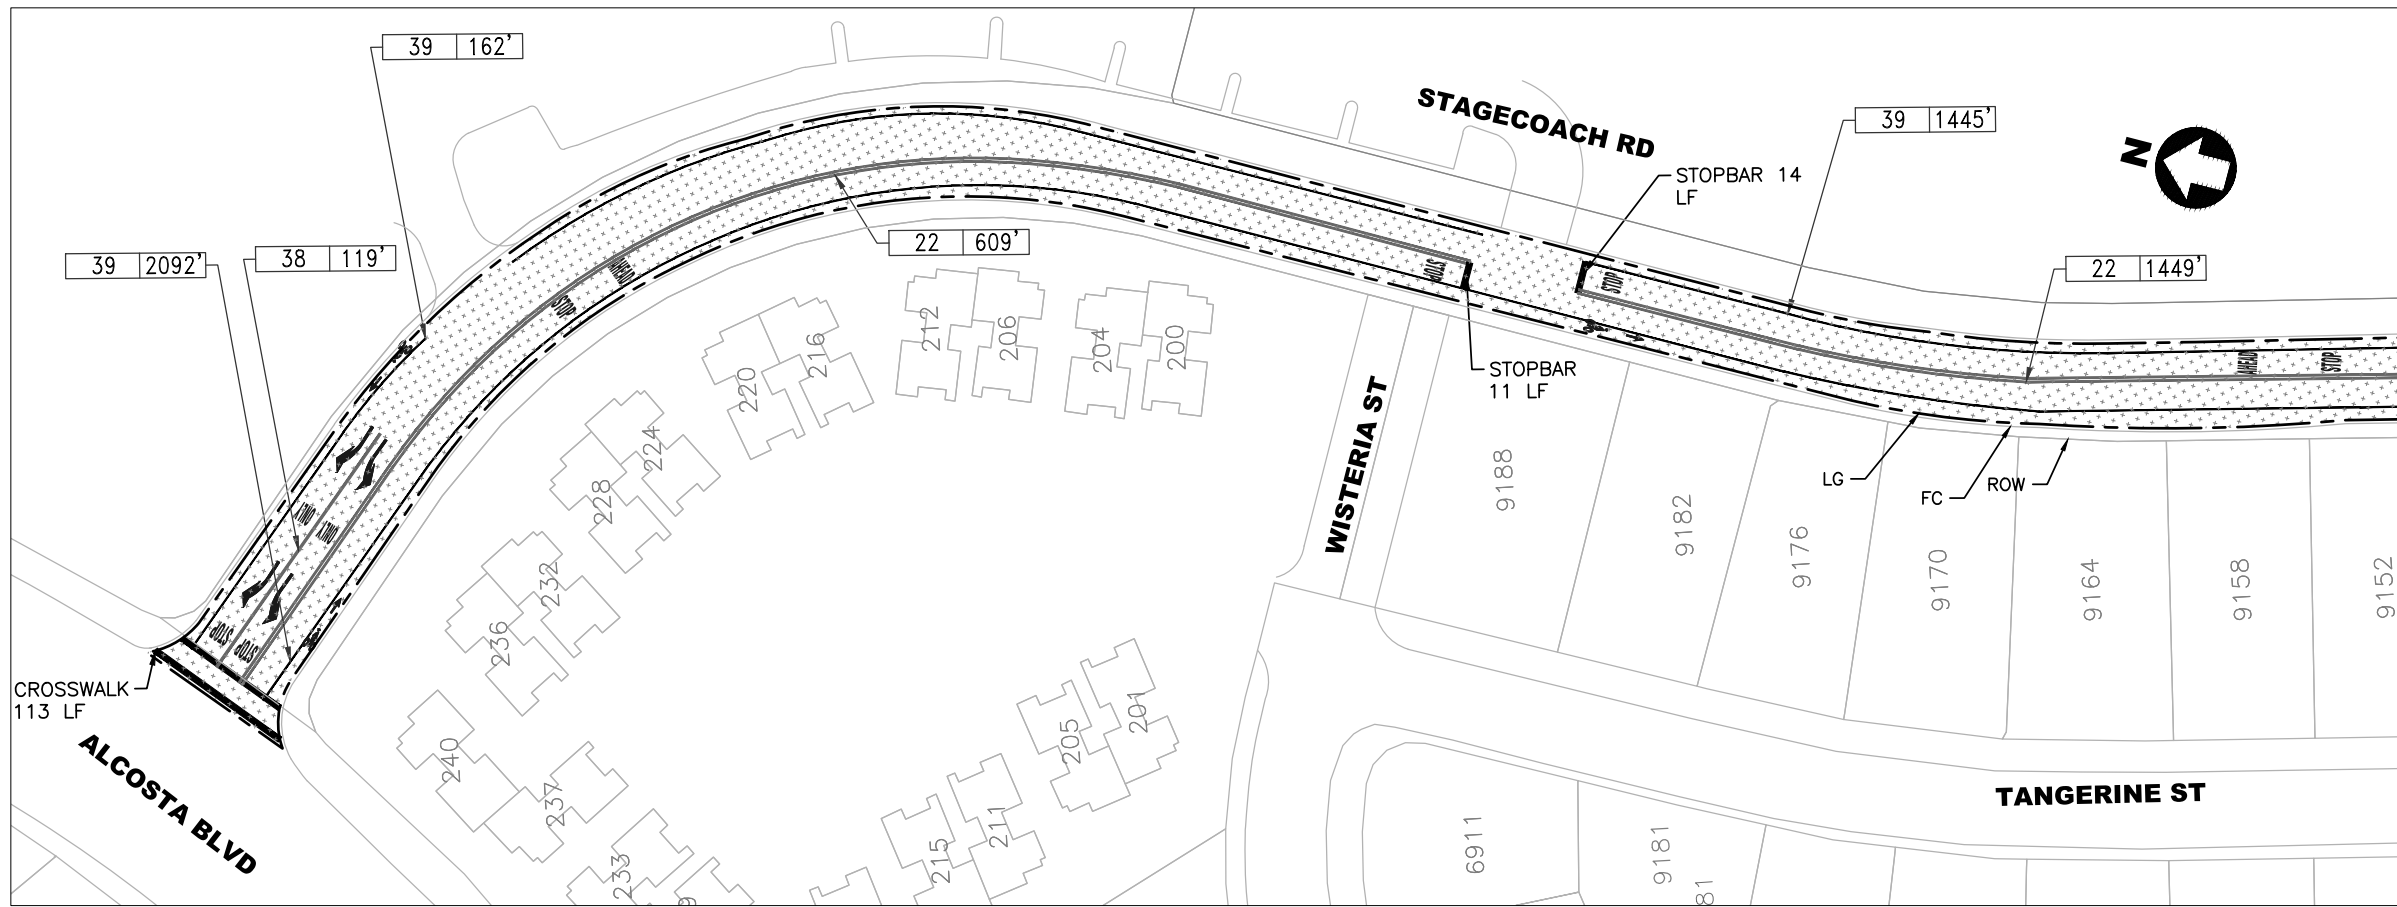 39 162'
STAGECOACH RD
39 1445'
N
STOPBAR 14
LF
39 2092'
38 119'
22 609'
22 1449'
AHEAD
STOP
STOP
STOP
AHEAD
STOP
212
206
204
200
216
220
224
228
232
236
240
237
233
STOPBAR
11 LF
WISTERIA ST
9188
9182
9176
9170
9164
9158
9152
LG
FC
ROW
ONLY
ONLY
STOP
STOP
CROSSWALK
113 LF
ALCOSTA BLVD
201
205
211
215
TANGERINE ST
6911
9181
81
9